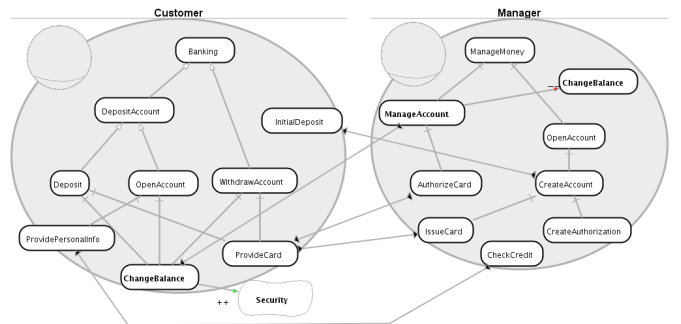 Customer
Manager
Banking
ManageMoney
__
ChangeBalance
DepositAccount
InitialDeposit
ManageAccount
OpenAccount
Deposit
OpenAccount
WithdrawAccount
AuthorizeCard
CreateAccount
ProvidePersonalInfo
ProvideCard
IssueCard
CreateAuthorization
CheckCredit
ChangeBalance
++
Security